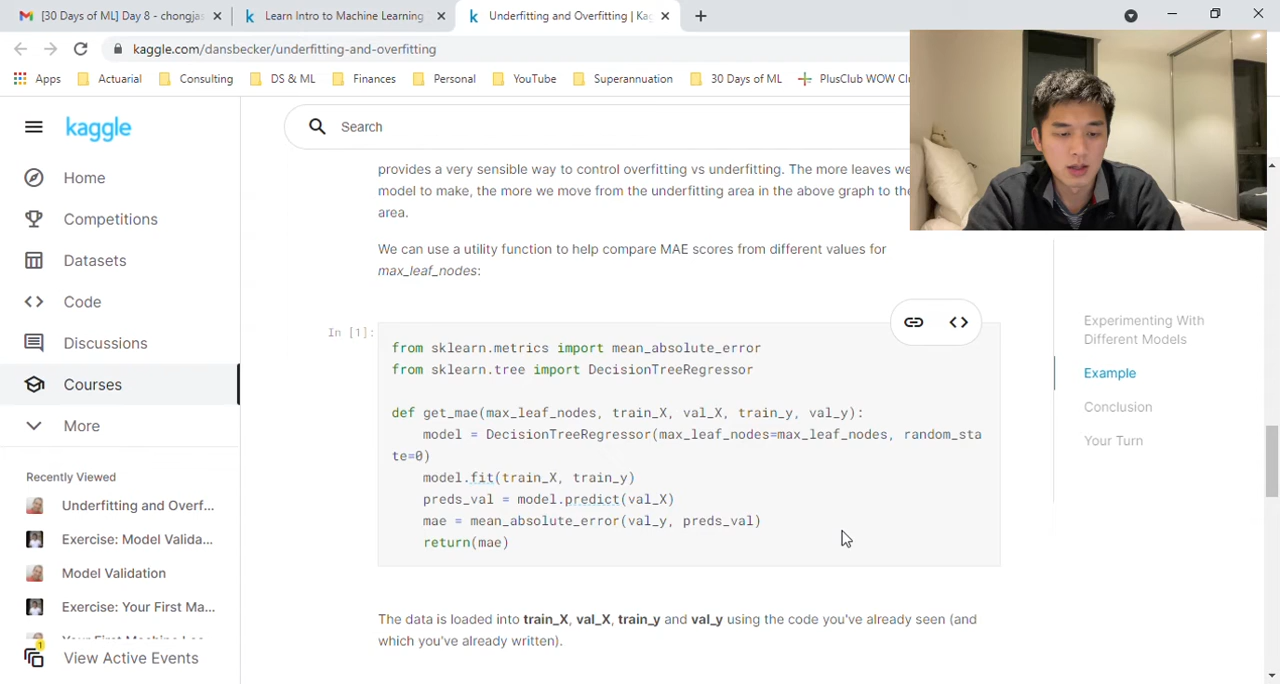 [30 Days of ML] Day 8 - chongjas
Learn Intro to Machine Learning
Underfitting and Overfitting | Ka
kaggle.com/dansbecker/underfitting-and-overfitting
Apps
Actuarial
Consulting
DS & ML
Finances
Personal
YouTube
Superannuation
30 Days of ML
PlusClub WOW Clu
kaggle
Search
Home
Competitions
Datasets
Code
Discussions
Courses
More
Recently Viewed
Underfitting and Overf...
Exercise: Model Valida...
Model Validation
Exercise: Your First Ma...
Your First Machine Lea...
1
View Active Events
provides a very sensible way to control overfitting vs underfitting. The more leaves we
model to make, the more we move from the underfitting area in the above graph to the
area.
We can use a utility function to help compare MAE scores from different values for
max_leaf_nodes:
In [1]:
from sklearn.metrics import mean_absolute_error
from sklearn.tree import DecisionTreeRegressor
def get_mae(max_leaf_nodes, train_X, val_X, train_y, val_y):
model = DecisionTreeRegressor(max_leaf_nodes=max_leaf_nodes, random_sta
te=0)
model.fit(train_X, train_y)
preds_val = model.predict(val_X)
mae = mean_absolute_error(val_y, preds_val)
return(mae)
The data is loaded into train_X, val_X, train_y and val_y using the code you've already seen (and
which you've already written).
Experimenting With
Different Models
Example
Conclusion
Your Turn